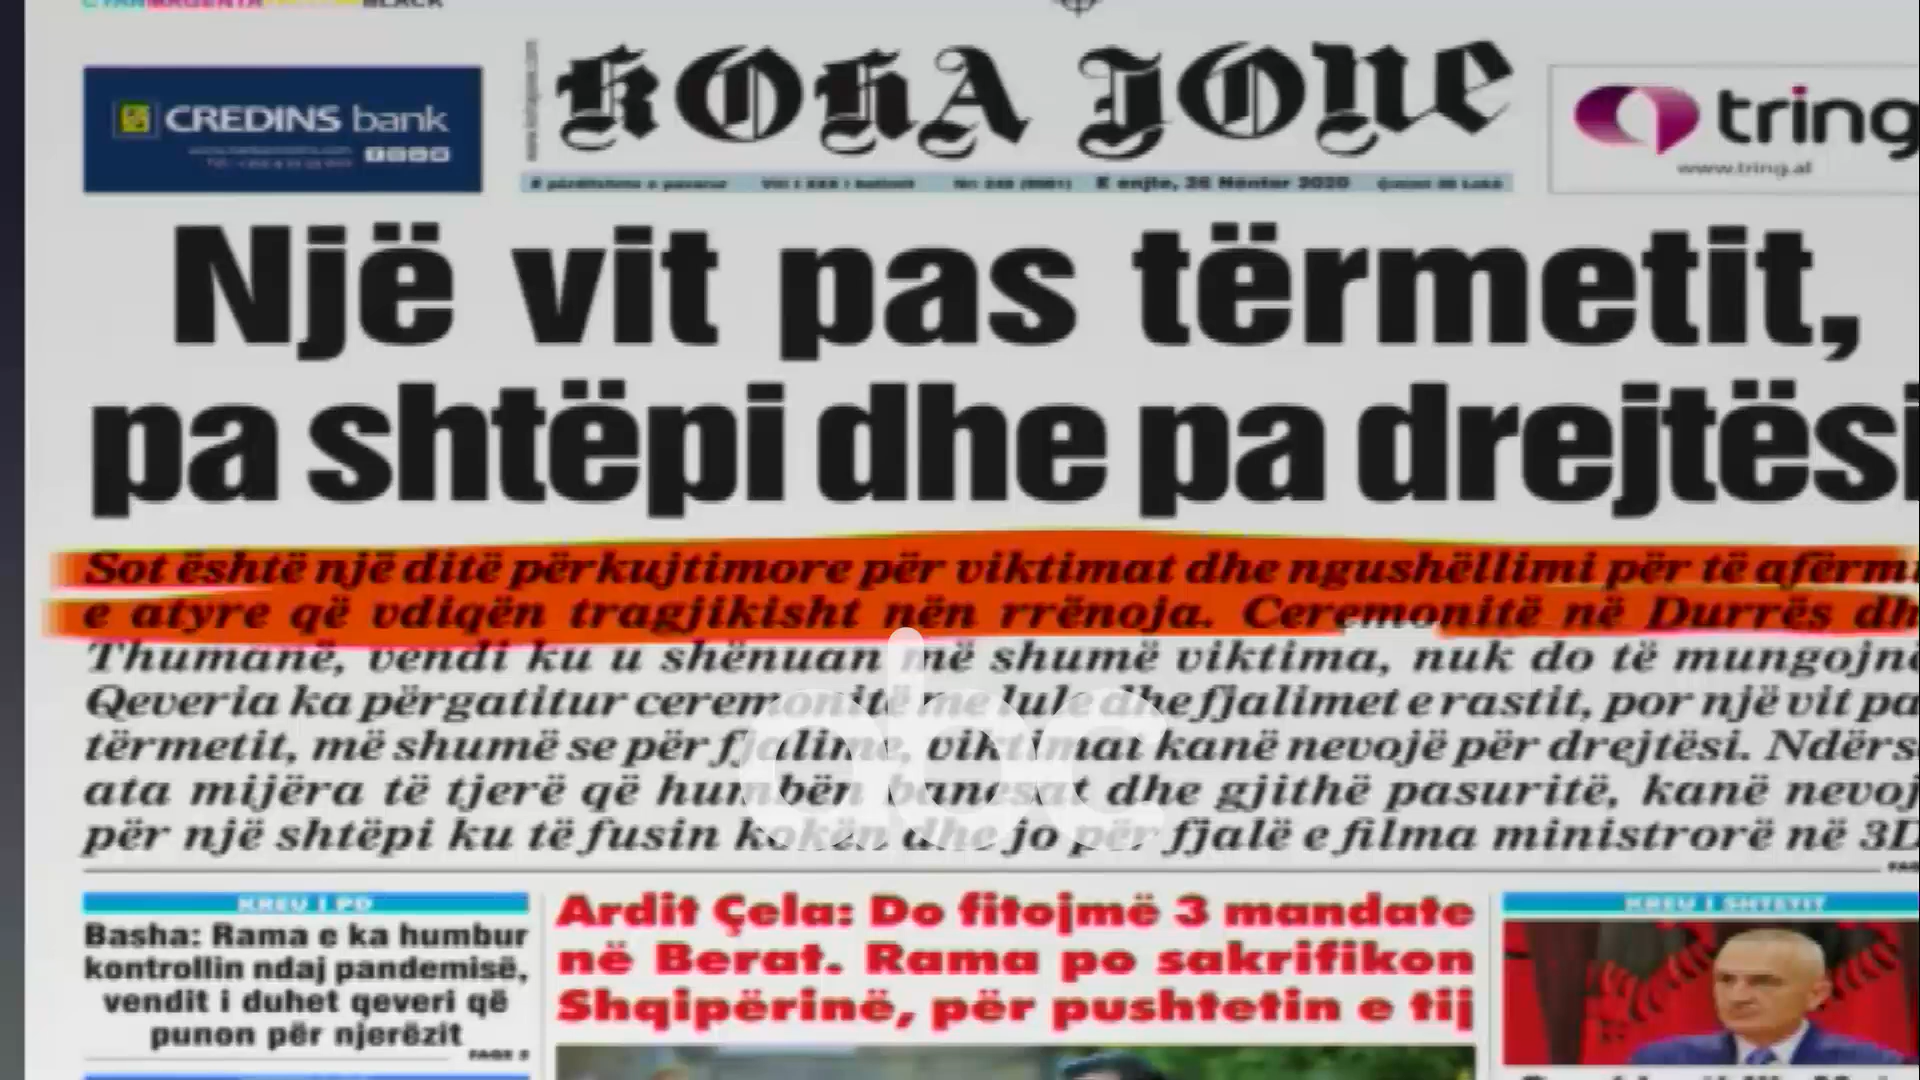 CREDINS bank
KOHA JONE
tring
www.tring.al
E enjte, 26 Nëntor 2020
Një vit pas tërmetit,
pa shtëpi dhe pa drejtësi
Sot është një ditë përkujtimore për viktimat dhe ngushëllimi për të afërm
e atyre që vdiqën tragjikisht nën rrënoja. Ceremonitë në Durrës dh
Thumanë, vendi ku u shënuan më shumë viktima, nuk do të mungojnë
Qeveria ka përgatitur ceremonitë me lule dhe fjalimet e rastit, por një vit pa
tërmetit, më shumë se për fjalime, viktimat kanë nevojë për drejtësi. Ndërs
ata mijëra të tjerë që humbën banesat dhe gjithë pasuritë, kanë nevoj
për një shtëpi ku të fusin kokën dhe jo për fjalë e filma ministrorë në 3D
abc
KREU I PD
Basha: Rama e ka humbur
kontrollin ndaj pandemisë,
vendit i duhet qeveri që
punon për njerëzit
Ardit Çela: Do fitojmë 3 mandate
në Berat. Rama po sakrifikon
Shqipërinë, për pushtetin e tij
KREU I SHTETIT